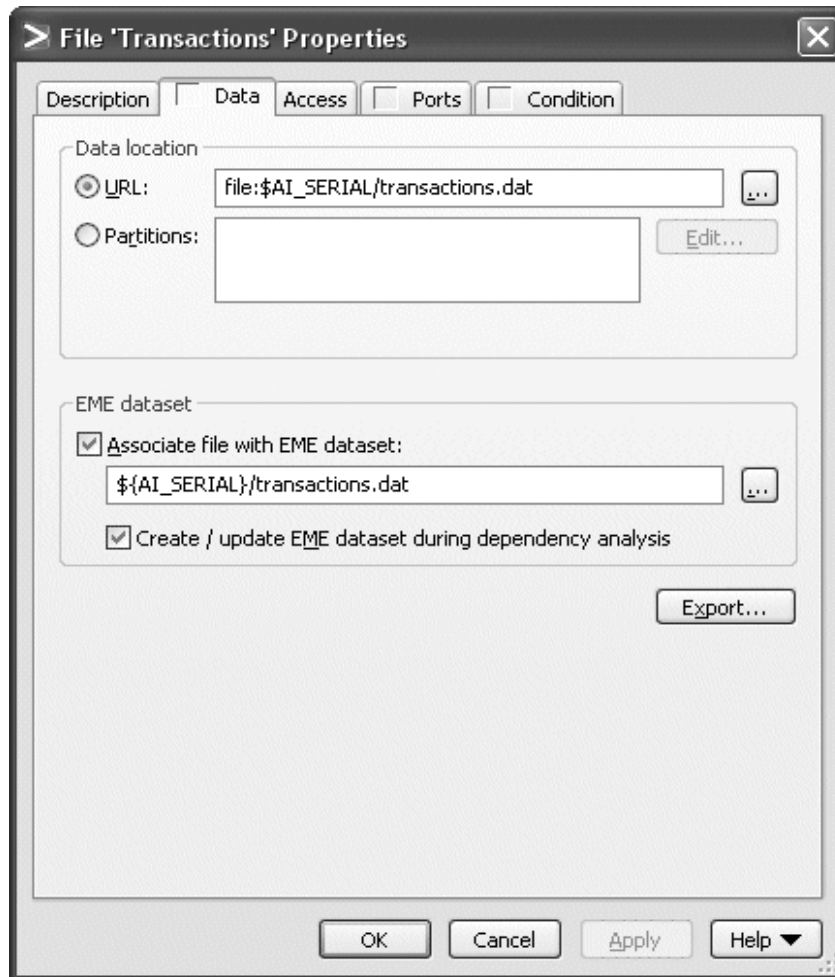 File 'Transactions' Properties
Description Data Access Ports Condition
Data location
URL: file:$AI_SERIAL/transactions.dat ...
Partitions: Edit...
EME dataset
Associate file with EME dataset:
${AI_SERIAL}/transactions.dat ...
Create / update EME dataset during dependency analysis
Export...
OK Cancel Apply Help